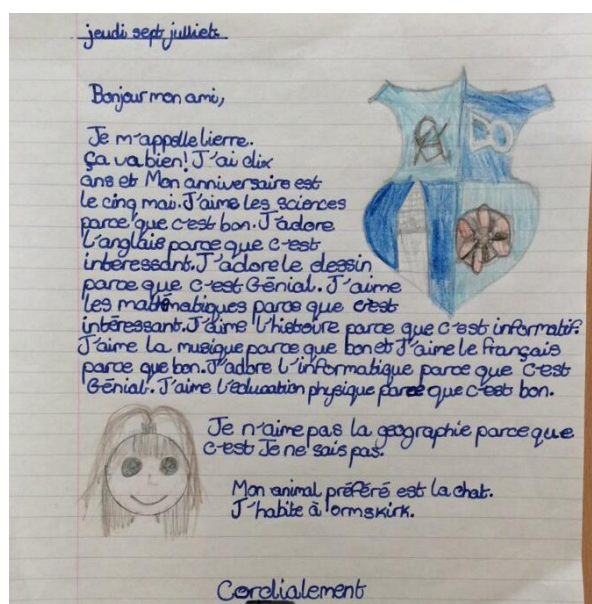 jeudi sept julliet.
Bonjour mon ami,
Je m'appelle Lierre.
Ça va bien! J'ai dix
ans et Mon anniversaire est
le cinq mai. J'aime les sciences
parce que c'est bon. J'adore
L'anglais parce que c'est
intéressant. J'adore le dessin
parce que c'est Génial. J'aime
les mathématiques parce que c'est
intéressant. J'aime l'histoire parce que c'est informatif.
J'aime la musique parce que bon et J'aime le français
parce que bon. J'adore l'informatique parce que C'est
Génial. J'aime l'éducation physique parce que c'est bon.
Je n'aime pas la geographie parce que
c'est Je ne sais pas.
Mon animal préféré est la chat.
J'habite à ormskirk.
Cordialement